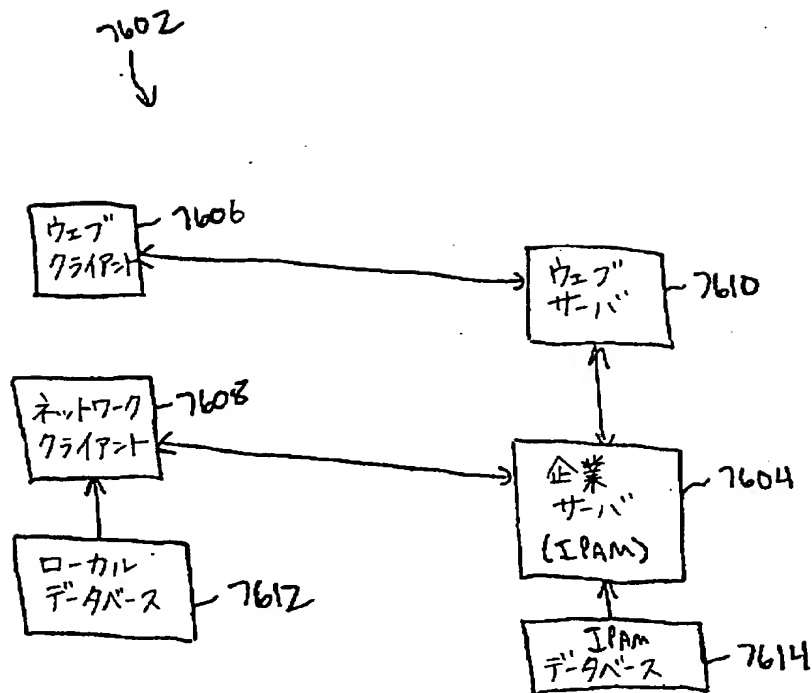 7602
ウェブ
クライアント
7606
ウェブ
サーバ
7610
ネットワーク
クライアント
7608
企業
サーバ
(IPAM)
7604
ローカル
データベース
7612
IPAM
データベース
7614